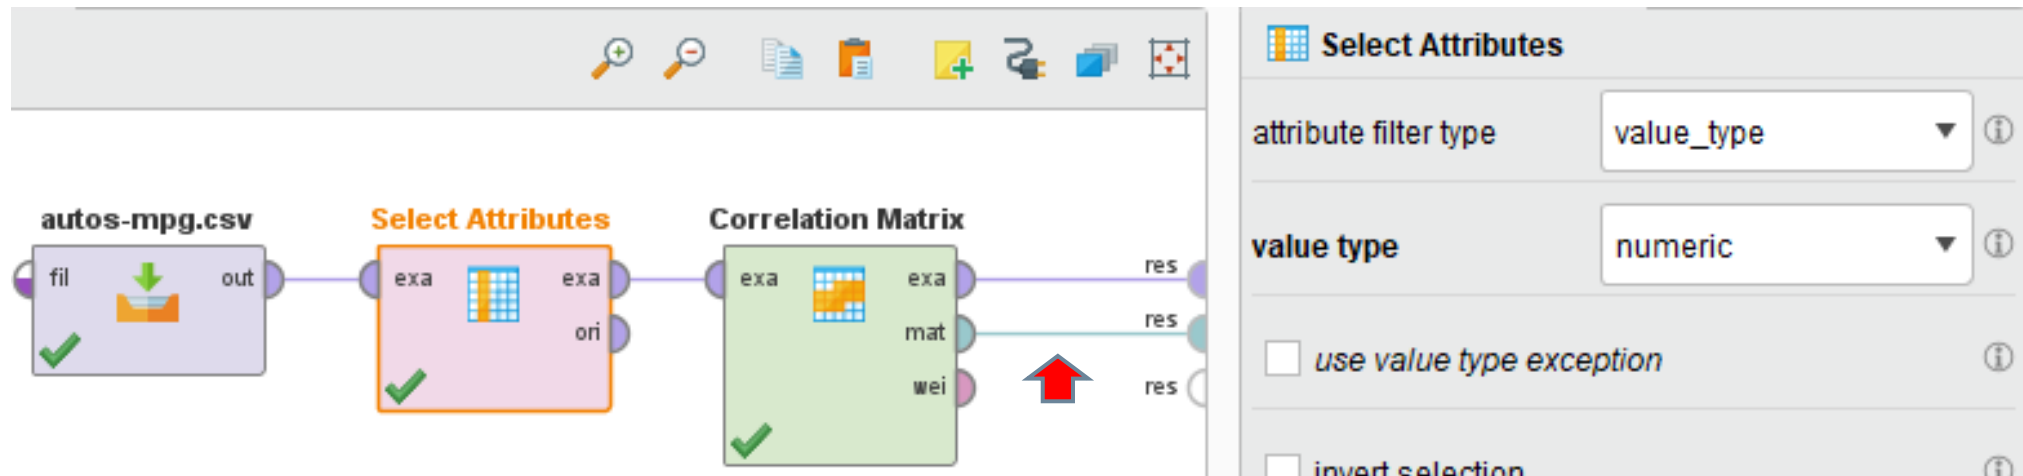 Select Attributes
attribute filter type
value_type
value type
numeric
use value type exception
invert selection
autos-mpg.csv
fil
out
Select Attributes
exa
exa
ori
Correlation Matrix
exa
exa
mat
wei
res
res
res